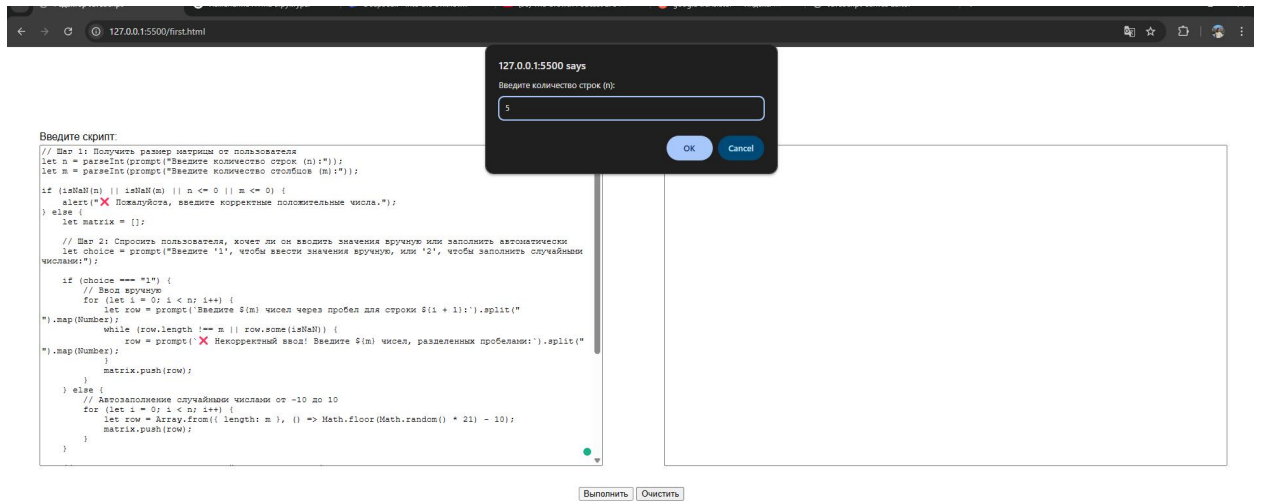 127.0.0.1:5500/first.html
127.0.0.1:5500 says
Введите количество строк (n):
5
OK Cancel
Введите скрипт:
// Шаг 1: Получить размер матрицы от пользователя
let n = parseInt(prompt("Введите количество строк (n):"));
let m = parseInt(prompt("Введите количество столбцов (m):"));
if (isNaN(n) || isNaN(m) || n <= 0 || m <= 0) {
alert("❌ Пожалуйста, введите корректные положительные числа.");
} else {
let matrix = [];
// Шаг 2: Спросить пользователя, хочет ли он вводить значения вручную или заполнить автоматически
let choice = prompt("Введите '1', чтобы ввести значения вручную, или '2', чтобы заполнить случайными
числами:");
if (choice === "1") {
// Ввод вручную
for (let i = 0; i < n; i++) {
let row = prompt(`Введите ${m} чисел через пробел для строки ${i + 1}:`).split("
").map(Number);
while (row.length !== m || row.some(isNaN)) {
row = prompt(`❌ Некорректный ввод! Введите ${m} чисел, разделенных пробелами:`).split("
").map(Number);
}
matrix.push(row);
}
} else {
// Автозаполнение случайными числами от -10 до 10
for (let i = 0; i < n; i++) {
let row = Array.from({ length: m }, () => Math.floor(Math.random() * 21) - 10);
matrix.push(row);
}
}
Выполнить Очистить